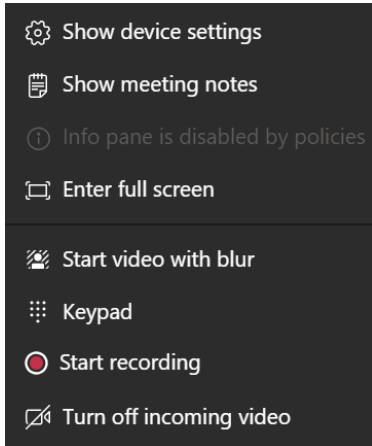 Show device settings
Show meeting notes
Info pane is disabled by policies
Enter full screen
Start video with blur
Keypad
Start recording
Turn off incoming video